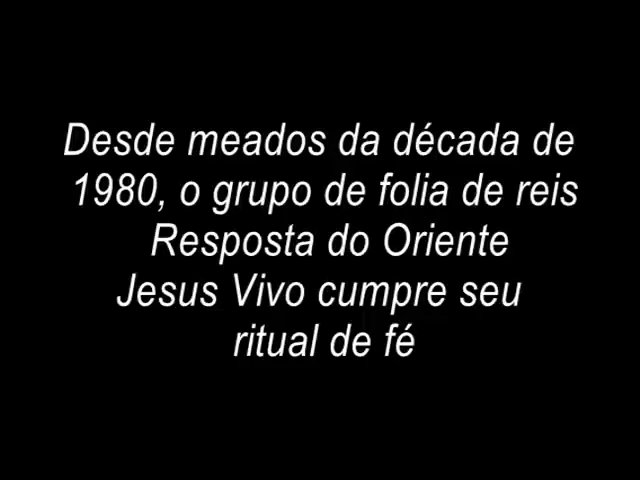 Desde meados da década de
1980, o grupo de folia de reis
Resposta do Oriente
Jesus Vivo cumpre seu
ritual de fé